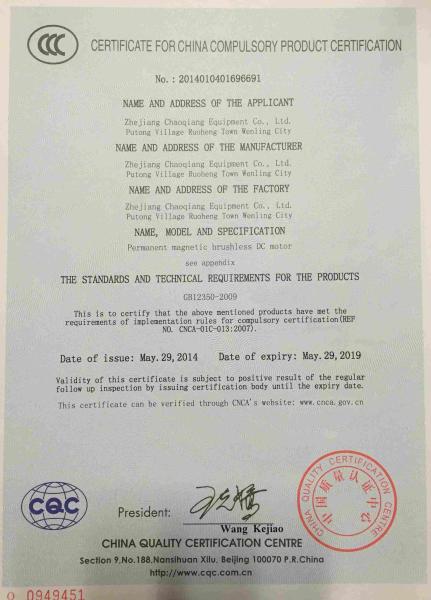 CCC
CERTIFICATE FOR CHINA COMPULSORY PRODUCT CERTIFICATION
No.: 2014010401696691
NAME AND ADDRESS OF THE APPLICANT
Zhejiang Chaoqiang Equipment Co., Ltd.
Putong Village Ruoheng Town Wenling City
NAME AND ADDRESS OF THE MANUFACTURER
Zhejiang Chaoqiang Equipment Co., Ltd.
Putong Village Ruoheng Town Wenling City
NAME AND ADDRESS OF THE FACTORY
Zhejiang Chaoqiang Equipment Co., Ltd.
Putong Village Ruoheng Town Wenling City
NAME, MODEL AND SPECIFICATION
Permanent magnetic brushless DC motor
see appendix
THE STANDARDS AND TECHNICAL REQUIREMENTS FOR THE PRODUCTS
GB12350-2009
This is to certify that the above mentioned products have met the
requirements of implementation rules for compulsory certification(REF
NO. CNCA-01C-013:2007).
Date of issue: May.29,2014 Date of expiry: May.29,2019
Validity of this certificate is subject to positive result of the regular
follow up inspection by issuing certification body until the expiry date.
This certificate can be verified through CNCA's website: www.cnca.gov.cn
CHINA QUALITY CERTIFICATION CENTRE
中国质量认证中心
CQC
President:
Wang Kejiao
CHINA QUALITY CERTIFICATION CENTRE
Section 9,No.188,Nansihuan Xilu, Beijing 100070 P.R.China
http://www.cqc.com.cn
0949451